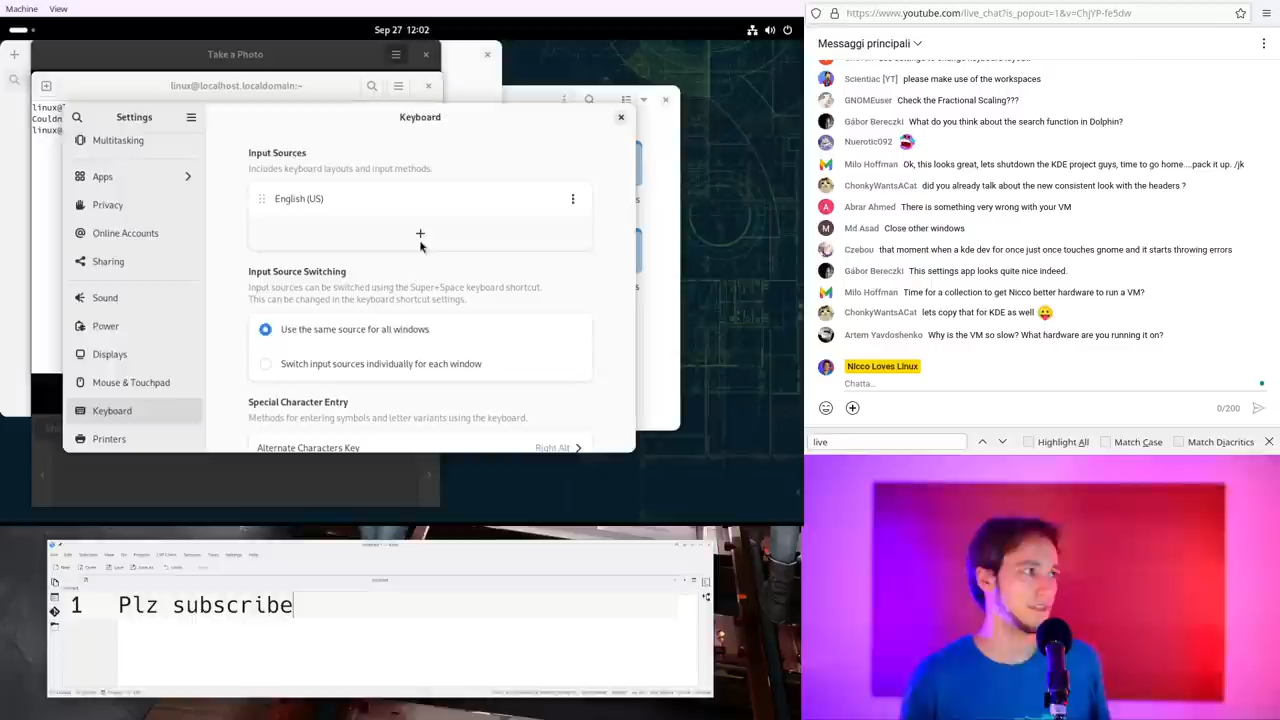 Machine View
Sep 27 12:02
Take a Photo
linux@localhost.localdomain:~
linux@
Couldn
linux@
Settings
Multitasking
Apps
Privacy
Online Accounts
Sharing
Sound
Power
Displays
Mouse & Touchpad
Keyboard
Printers
Keyboard
Input Sources
Includes keyboard layouts and input methods.
English (US)
Input Source Switching
Input sources can be switched using the Super+Space keyboard shortcut.
This can be changed in the keyboard shortcut settings.
Use the same source for all windows
Switch input sources individually for each window
Special Character Entry
Methods for entering symbols and letter variants using the keyboard.
Alternate Characters Key Right Alt
1 Plz subscribe
https://www.youtube.com/live_chat?is_popout=1&v=ChJYP-fe5dw
Messaggi principali
Scientiac [YT] please make use of the workspaces
GNOMEuser Check the Fractional Scaling???
Gábor Bereczki What do you think about the search function in Dolphin?
Nuerotic092
Milo Hoffman Ok, this looks great, lets shutdown the KDE project guys, time to go home....pack it up. /jk
ChonkyWantsACat did you already talk about the new consistent look with the headers ?
Abrar Ahmed There is something very wrong with your VM
Md Asad Close other windows
Czebou that moment when a kde dev for once just once touches gnome and it starts throwing errors
Gábor Bereczki This settings app looks quite nice indeed.
Milo Hoffman Time for a collection to get Nicco better hardware to run a VM?
ChonkyWantsACat lets copy that for KDE as well 😛
Artem Yavdoshenko Why is the VM so slow? What hardware are you running it on?
Nicco Loves Linux
Chatta...
0/200
live
Highlight All Match Case Match Diacritics